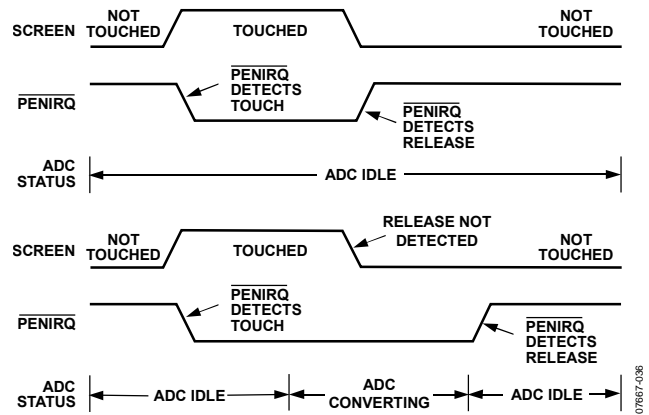 SCREEN
NOT
TOUCHED
TOUCHED
NOT
TOUCHED
PENIRQ
PENIRQ
DETECTS
TOUCH
PENIRQ
DETECTS
RELEASE
ADC
STATUS
ADC IDLE
SCREEN
NOT
TOUCHED
TOUCHED
RELEASE NOT
DETECTED
NOT
TOUCHED
PENIRQ
PENIRQ
DETECTS
TOUCH
PENIRQ
DETECTS
RELEASE
ADC
STATUS
ADC IDLE
ADC
CONVERTING
ADC IDLE
07667-036